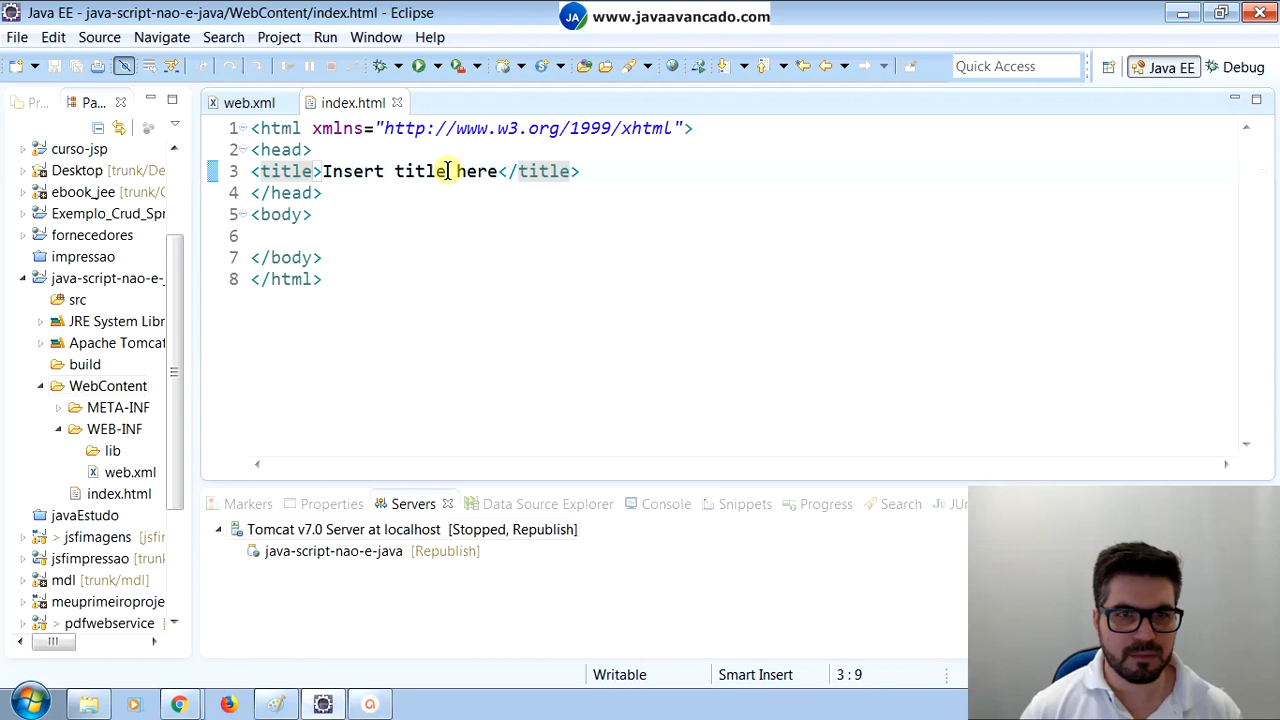 Java EE - java-script-nao-e-java/WebContent/index.html - Eclipse
JA www.javaavancado.com
File Edit Source Navigate Search Project Run Window Help
Quick Access
Java EE
Debug
Pr...
Pa...
web.xml
index.html
curso-jsp
Desktop [trunk/De
ebook_jee [trunk/
Exemplo_Crud_Spr
fornecedores
impressao
java-script-nao-e-
src
JRE System Libr
Apache Tomcat
build
WebContent
META-INF
WEB-INF
lib
web.xml
index.html
javaEstudo
> jsfimagens [jsfi
jsfimpressao [trun
mdl [trunk/mdl]
meuprimeiroproje
> pdfwebservice
1 <html xmlns="http://www.w3.org/1999/xhtml">
2 <head>
3 <title>Insert title here</title>
4 </head>
5 <body>
6
7 </body>
8 </html>
Markers Properties Servers Data Source Explorer Console Snippets Progress Search JU
Tomcat v7.0 Server at localhost [Stopped, Republish]
java-script-nao-e-java [Republish]
Writable Smart Insert 3 : 9